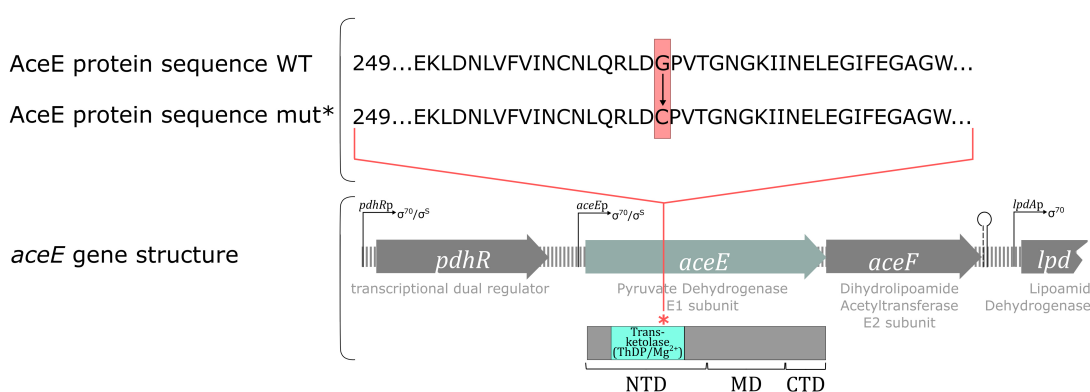 AceE protein sequence WT 249...EKLDNLVFVINCNLQRLDGPVTGNGKIINELEGIFEGAGW...
AceE protein sequence mut* 249...EKLDNLVFVINCNLQRLDCPVTGNGKIINELEGIFEGAGW...
pdhRp σ⁷⁰/σˢ aceEp σ⁷⁰/σˢ lpdAp σ⁷⁰
aceE gene structure pdhR aceE aceF lpd
transcriptional dual regulator Pyruvate Dehydrogenase Dihydrolipoamide Lipoamid
E1 subunit Acetyltransferase Dehydrogenase
E2 subunit
*
Trans-
ketolase
(ThDP/Mg²⁺)
NTD MD CTD